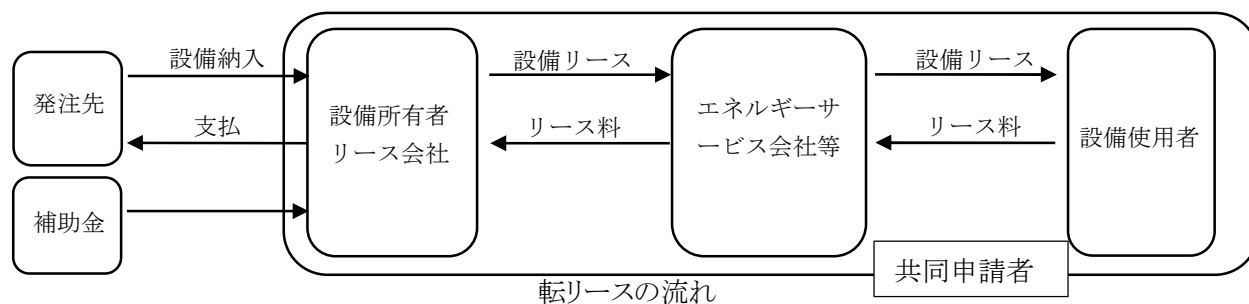 設備納入
設備リース
設備リース
発注先
設備所有者
リース会社
エネルギーサ
ービス会社等
設備使用者
支払
リース料
リース料
補助金
共同申請者
転リースの流れ